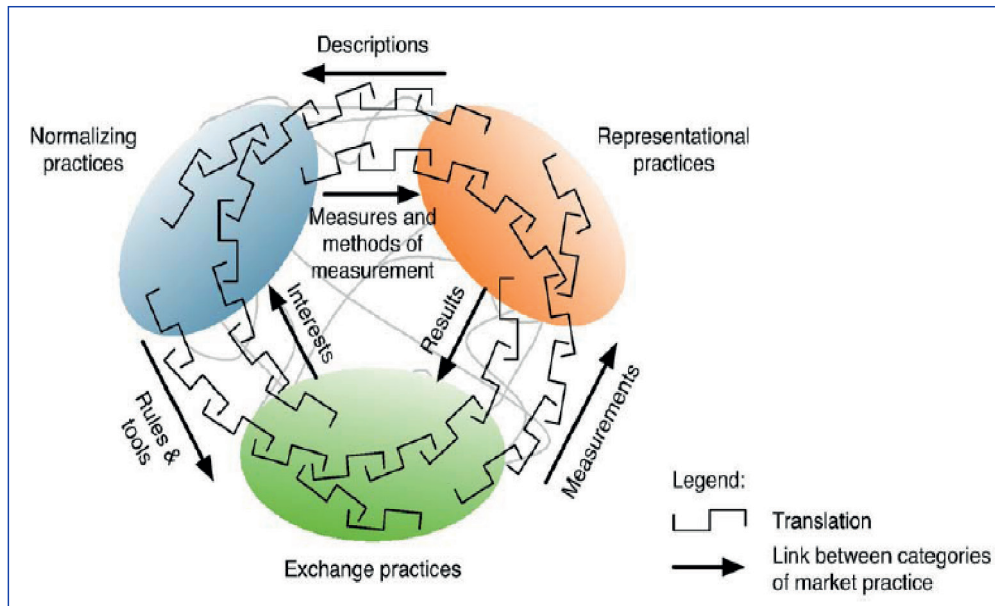 Descriptions
Normalizing
practices
Representational
practices
Measures and
methods of
measurement
Interests
Results
Rules &
tools
Measurements
Exchange practices
Legend:
Translation
Link between categories
of market practice